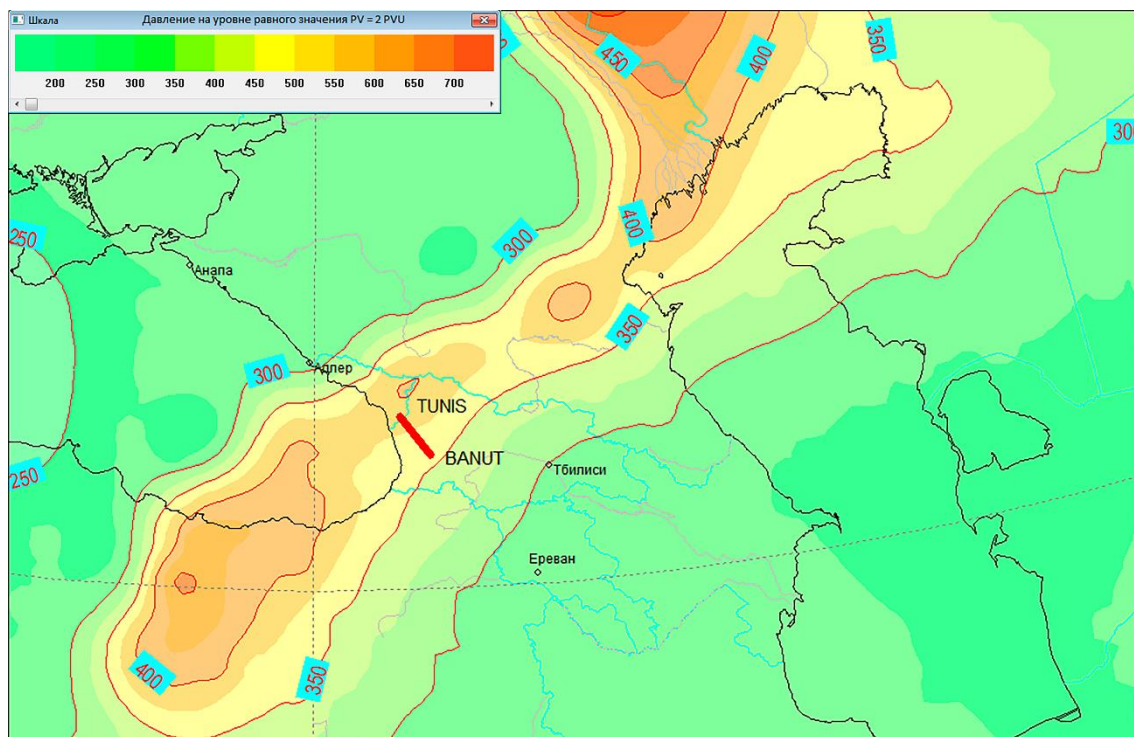 Шкала
Давление на уровне равного значения PV = 2 PVU
200 250 300 350 400 450 500 550 600 650 700
450
400
350
300
400
250
300
Анапа
350
Адлер
300
TUNIS
BANUT
Тбилиси
250
Ереван
400
350